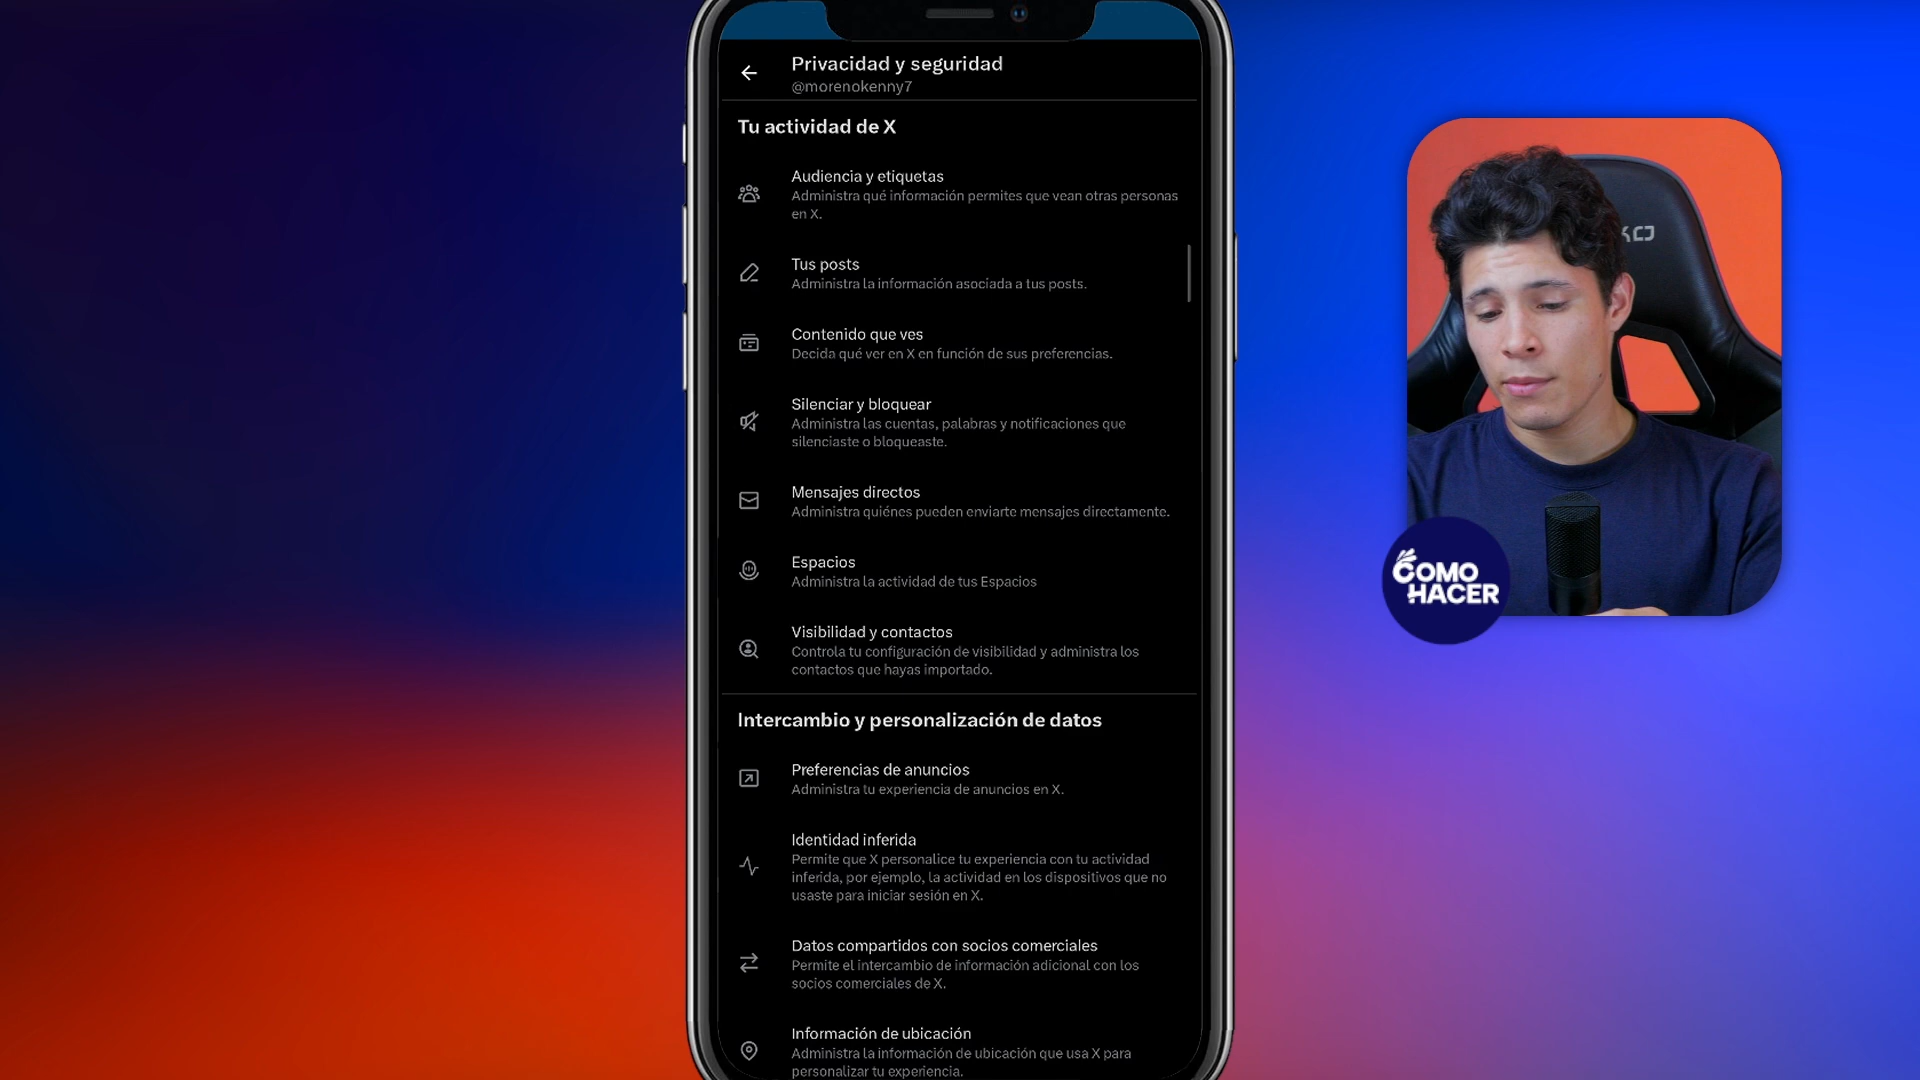 Privacidad y seguridad
@morenokenny7
Tu actividad de X
Audiencia y etiquetas
Administra qué información permites que vean otras personas
en X.
Tus posts
Administra la información asociada a tus posts.
Contenido que ves
Decida qué ver en X en función de sus preferencias.
Silenciar y bloquear
Administra las cuentas, palabras y notificaciones que
silenciaste o bloqueaste.
Mensajes directos
Administra quiénes pueden enviarte mensajes directamente.
Espacios
Administra la actividad de tus Espacios
Visibilidad y contactos
Controla tu configuración de visibilidad y administra los
contactos que hayas importado.
Intercambio y personalización de datos
Preferencias de anuncios
Administra tu experiencia de anuncios en X.
Identidad inferida
Permite que X personalice tu experiencia con tu actividad
inferida, por ejemplo, la actividad en los dispositivos que no
usaste para iniciar sesión en X.
Datos compartidos con socios comerciales
Permite el intercambio de información adicional con los
socios comerciales de X.
Información de ubicación
Administra la información de ubicación que usa X para
personalizar tu experiencia.
COMO
HACER